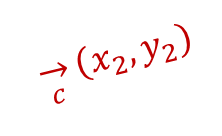 →
c (x₂, y₂)